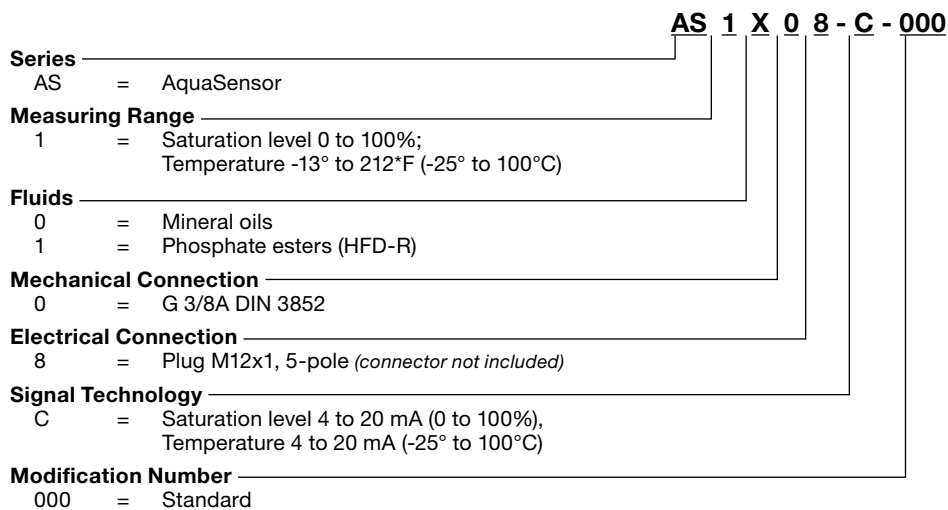 AS 1 X 0 8 - C - 000
Series
AS = AquaSensor
Measuring Range
1 = Saturation level 0 to 100%;
Temperature -13° to 212*F (-25° to 100°C)
Fluids
0 = Mineral oils
1 = Phosphate esters (HFD-R)
Mechanical Connection
0 = G 3/8A DIN 3852
Electrical Connection
8 = Plug M12x1, 5-pole (connector not included)
Signal Technology
C = Saturation level 4 to 20 mA (0 to 100%),
Temperature 4 to 20 mA (-25° to 100°C)
Modification Number
000 = Standard